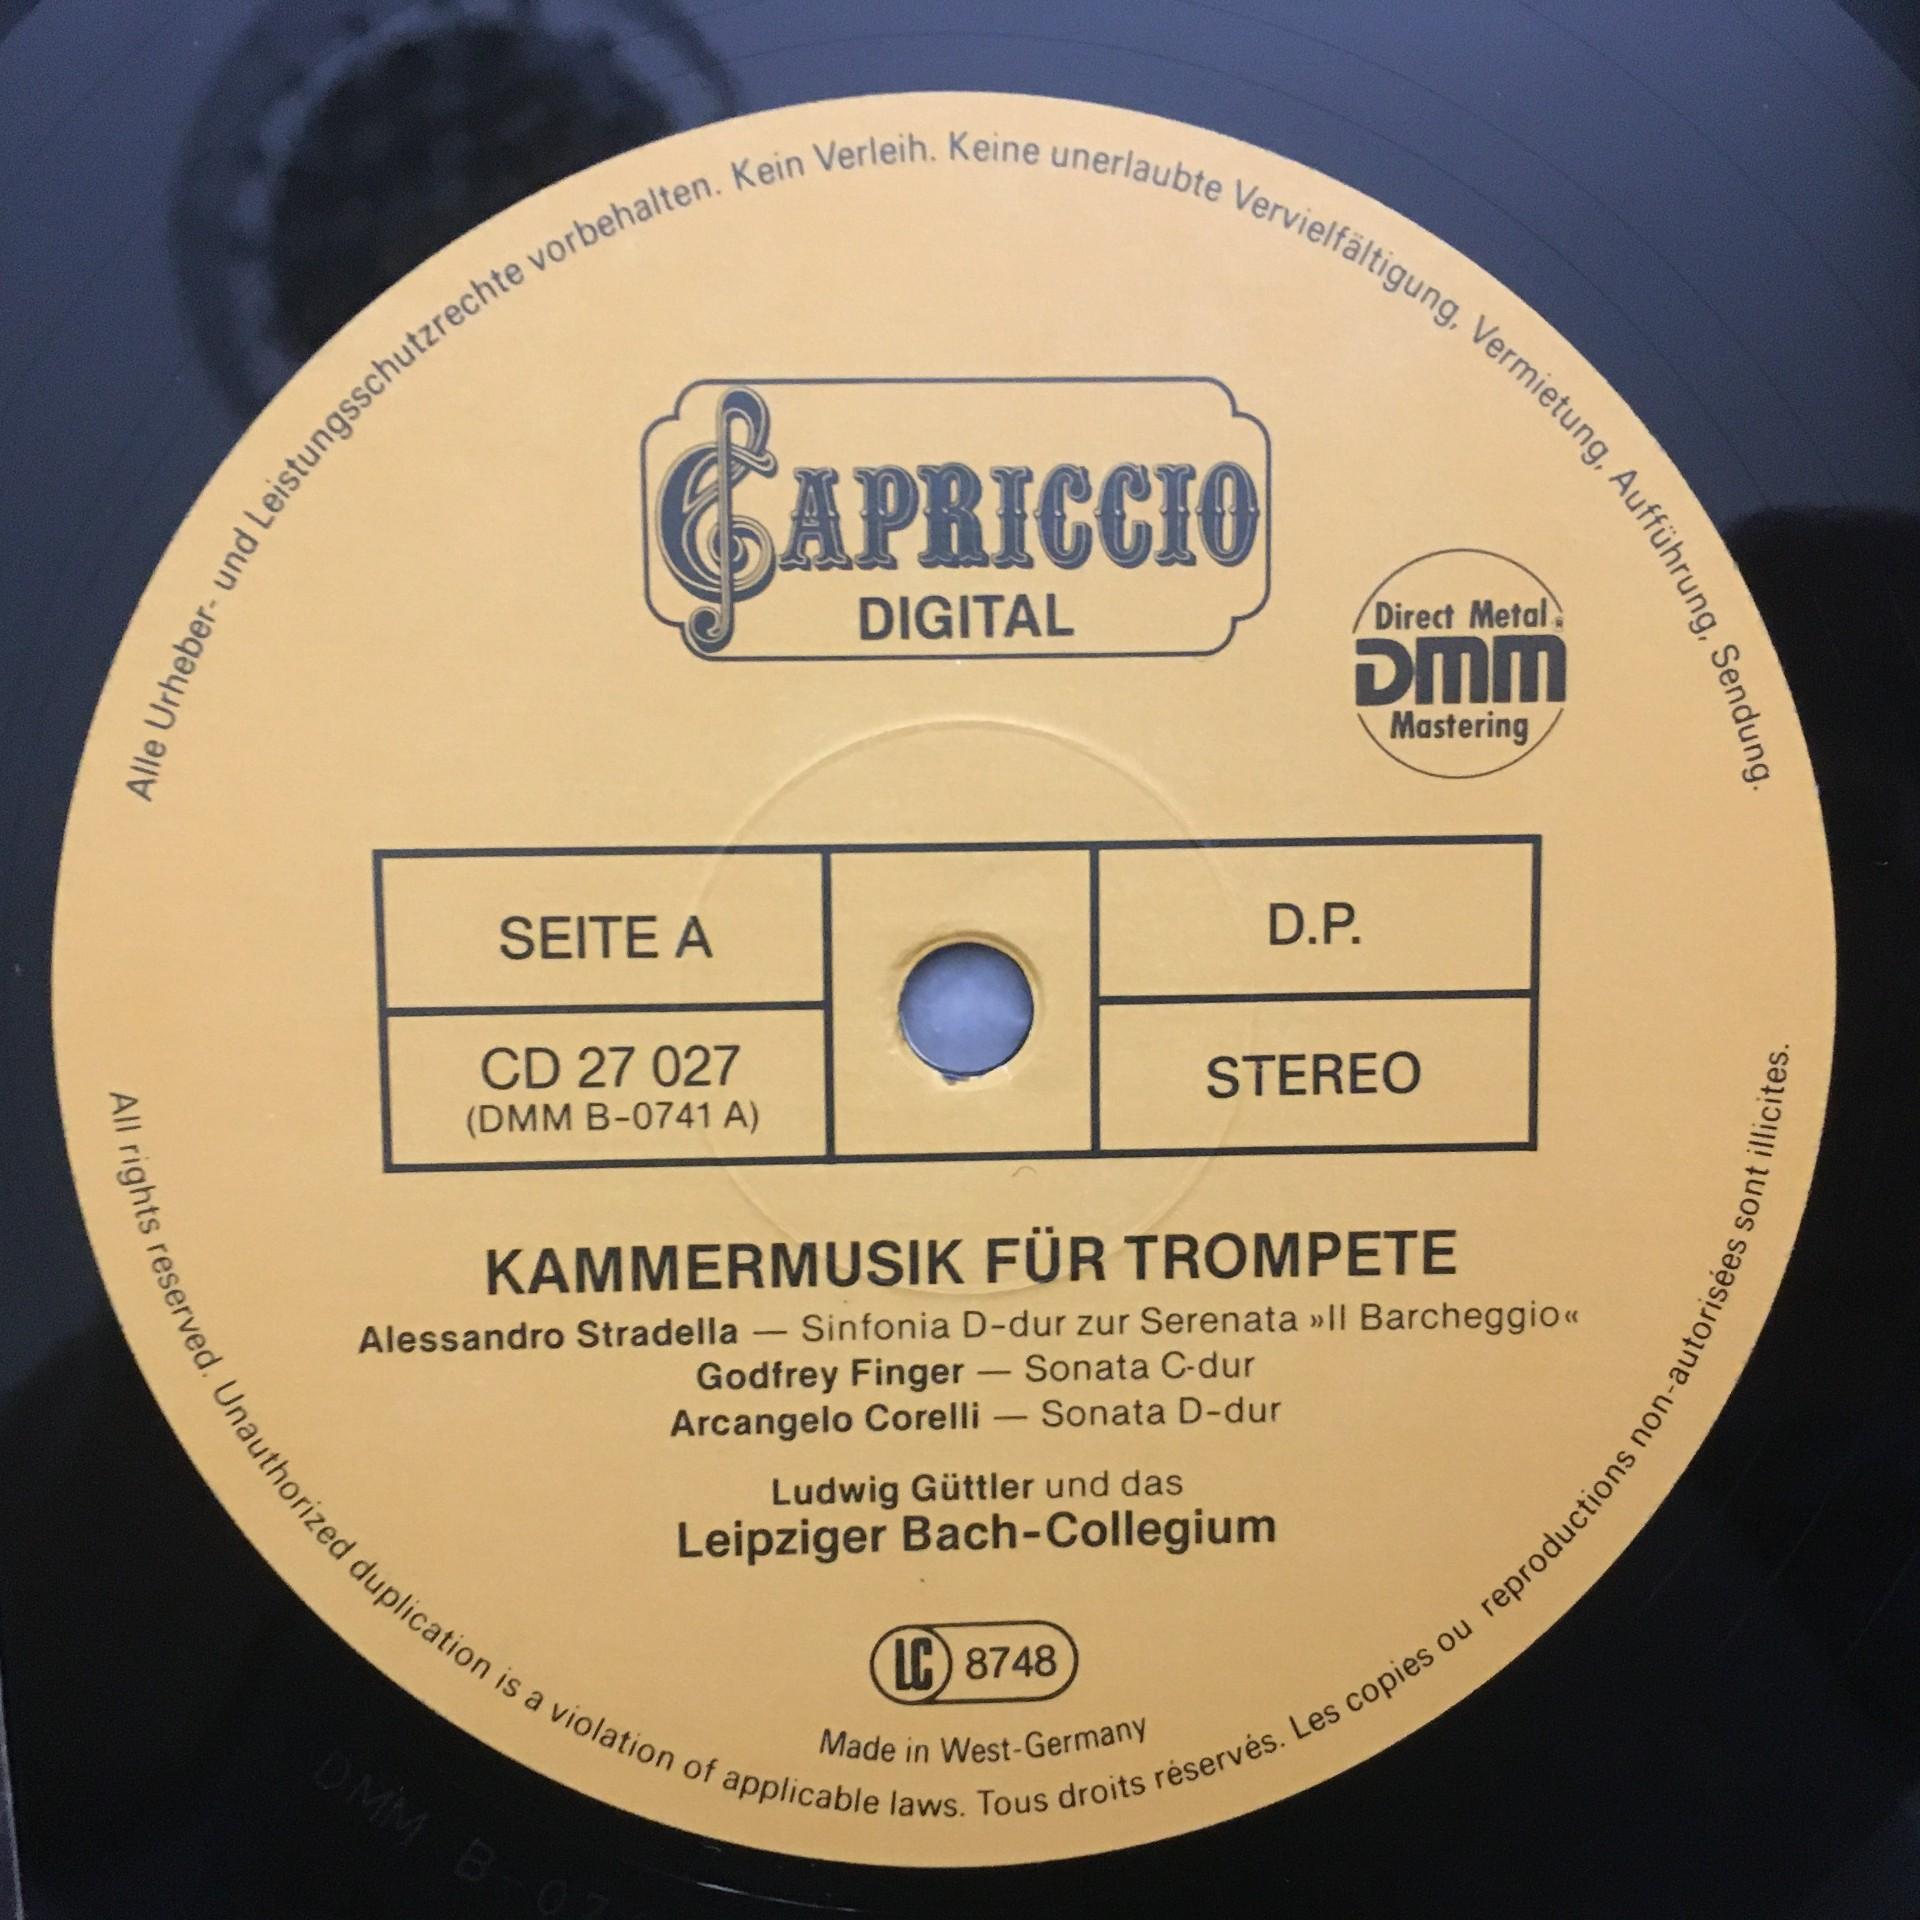 Alle Urheber- und Leistungsschutzrechte vorbehalten. Kein Verleih. Keine unerlaubte Vervielfältigung, Vermietung, Aufführung, Sendung.
CAPRICCIO
DIGITAL
Direct Metal
DMM
Mastering
SEITE A
D.P.
CD 27 027
(DMM B-0741 A)
STEREO
KAMMERMUSIK FÜR TROMPETE
Alessandro Stradella — Sinfonia D-dur zur Serenata »Il Barcheggio«
Godfrey Finger — Sonata C-dur
Arcangelo Corelli — Sonata D-dur
Ludwig Güttler und das
Leipziger Bach-Collegium
LC 8748
Made in West-Germany
All rights reserved. Unauthorized duplication is a violation of applicable laws. Tous droits réservés. Les copies ou reproductions non-autorisées sont illicites.
DMM B-07